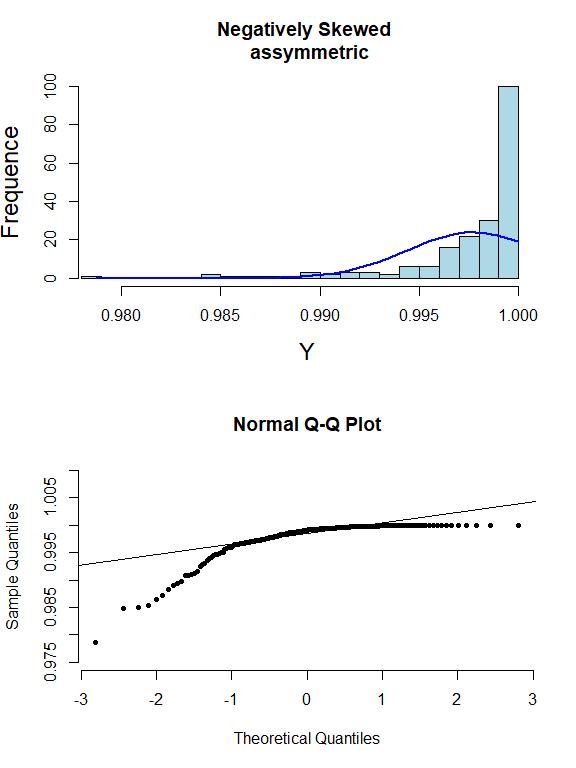 Negatively Skewed
assymmetric
Frequence
0 20 40 60 80 100
0.980 0.985 0.990 0.995 1.000
Y
Normal Q-Q Plot
Sample Quantiles
0.975 0.985 0.995 1.005
-3 -2 -1 0 1 2 3
Theoretical Quantiles